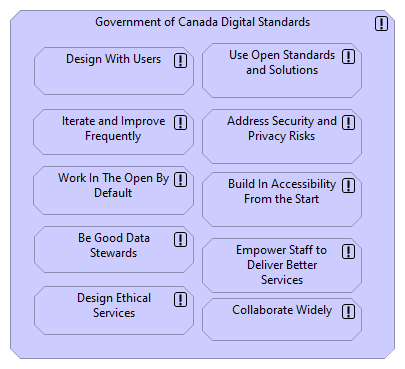 Government of Canada Digital Standards
Design With Users
Use Open Standards
and Solutions
Iterate and Improve
Frequently
Address Security and
Privacy Risks
Work In The Open By
Default
Build In Accessibility
From the Start
Be Good Data
Stewards
Empower Staff to
Deliver Better
Services
Design Ethical
Services
Collaborate Widely